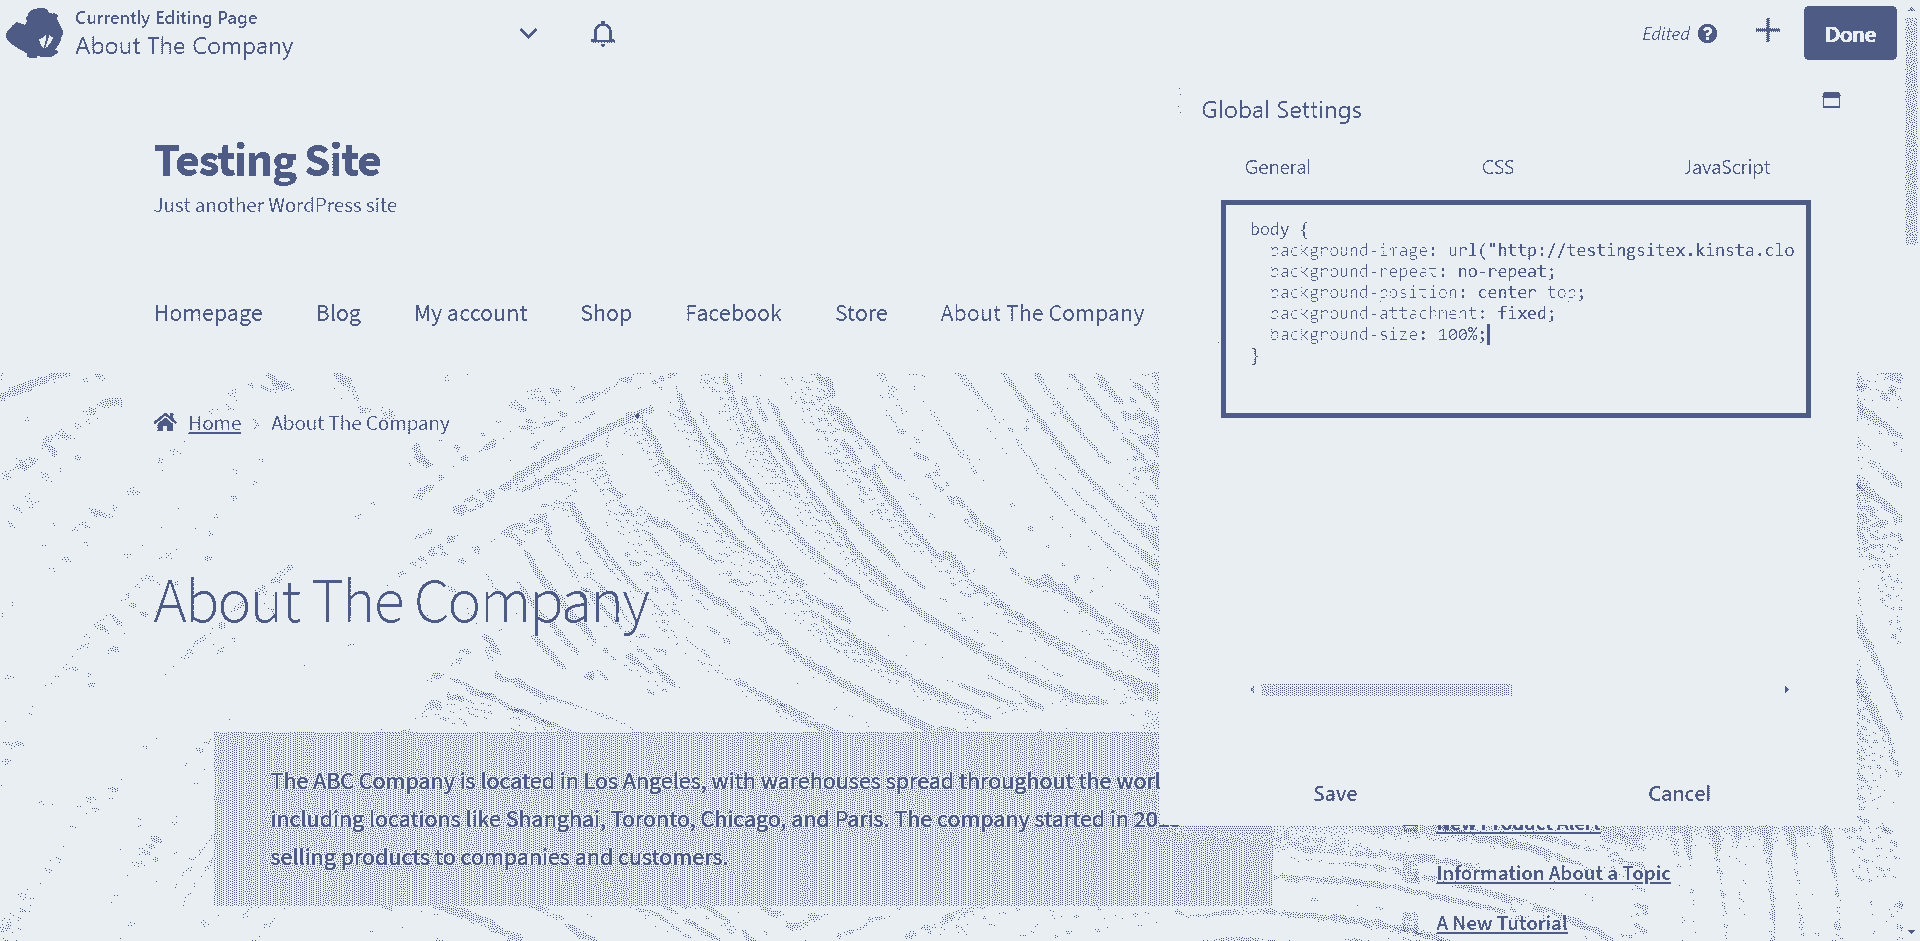 Currently Editing Page
About The Company
Edited
Done
Testing Site
Just another WordPress site
Homepage Blog My account Shop Facebook Store About The Company
Home › About The Company
About The Company
The ABC Company is located in Los Angeles, with warehouses spread throughout the worl
including locations like Shanghai, Toronto, Chicago, and Paris. The company started in
selling products to companies and customers.
Global Settings
General CSS JavaScript
body {
background-image: url("http://testingsitex.kinsta.clo
background-repeat: no-repeat;
background-position: center top;
background-attachment: fixed;
background-size: 100%;
}
Save Cancel
New Product Alert
Information About a Topic
A New Tutorial